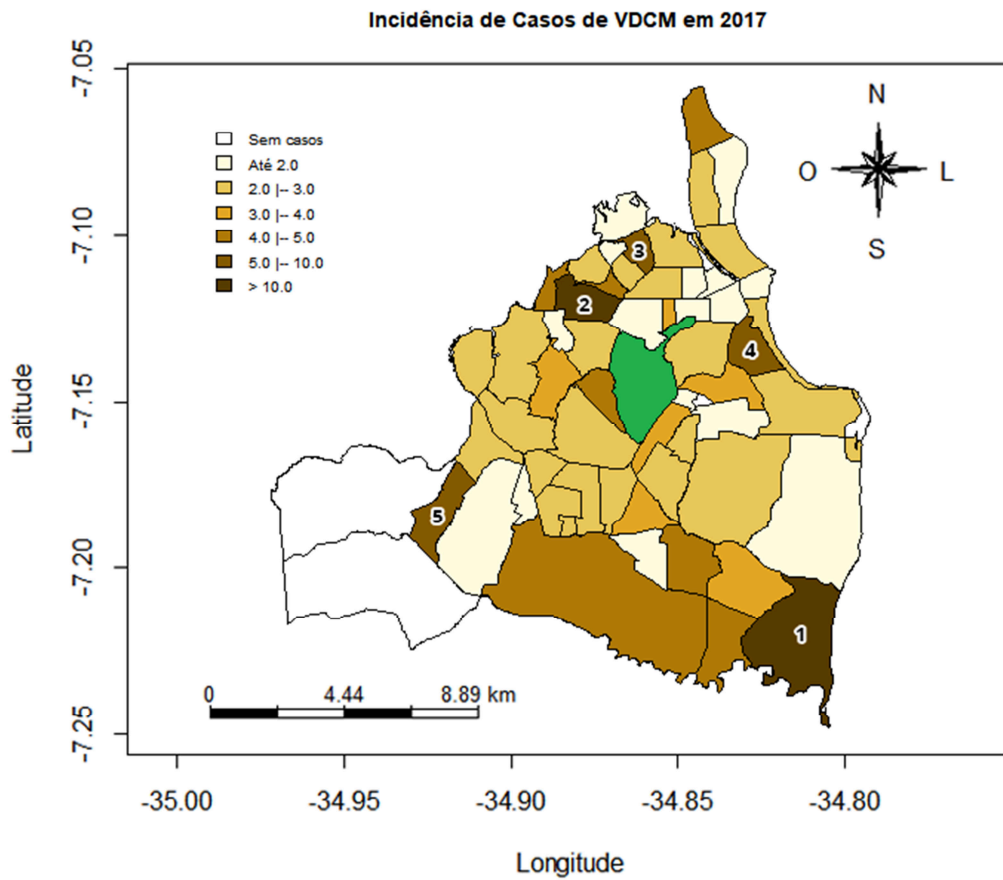 Incidência de Casos de VDCM em 2017
-7.05
-7.10
-7.15
-7.20
-7.25
Latitude
Sem casos
Até 2.0
2.0 |-- 3.0
3.0 |-- 4.0
4.0 |-- 5.0
5.0 |-- 10.0
> 10.0
N
O
L
S
3
2
4
5
1
0
4.44
8.89 km
-35.00
-34.95
-34.90
-34.85
-34.80
Longitude